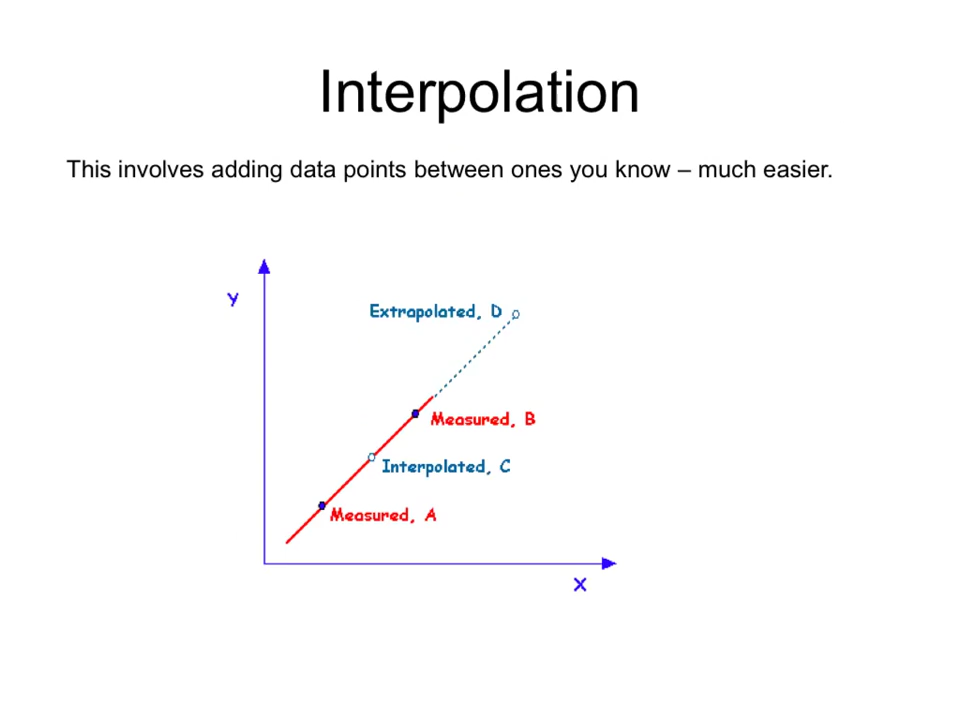 Interpolation
This involves adding data points between ones you know – much easier.
Y
Extrapolated, D
Measured, B
Interpolated, C
Measured, A
X